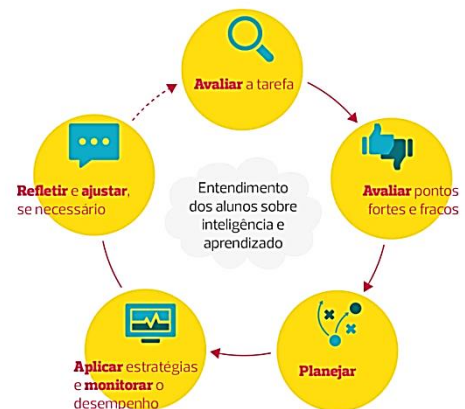 Avaliar a tarefa
Avaliar pontos
fortes e fracos
Planejar
Aplicar estratégias
e monitorar o
desempenho
Refletir e ajustar,
se necessário
Entendimento
dos alunos sobre
inteligência e
aprendizado